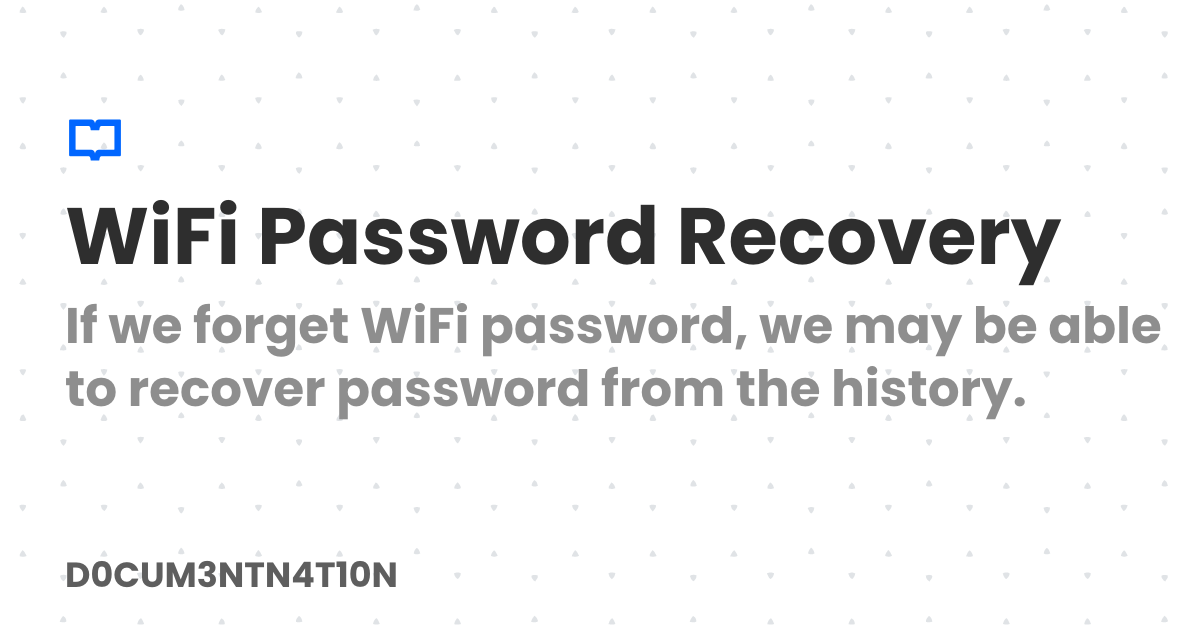 WiFi Password Recovery
If we forget WiFi password, we may be able
to recover password from the history.
D0CUM3NTN4T10N